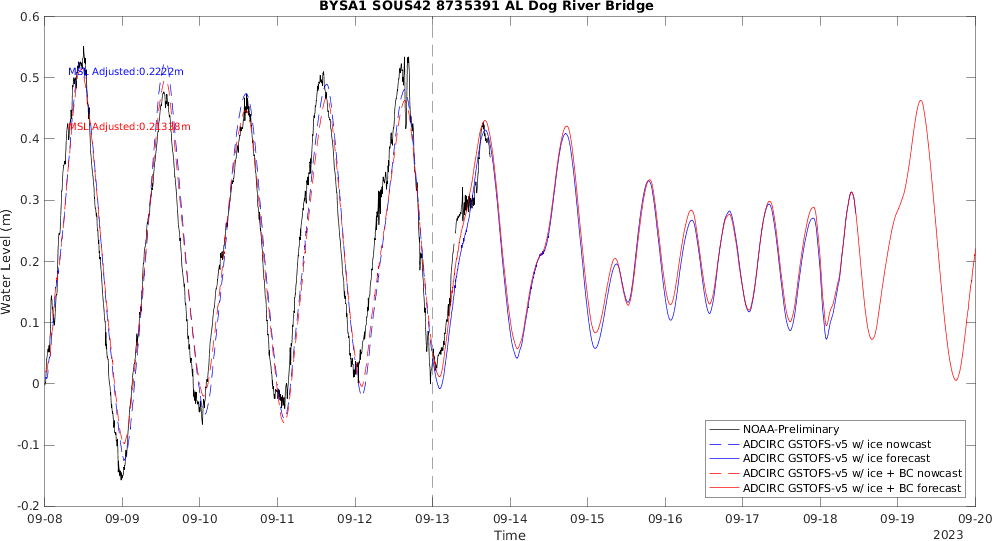 BYSA1 SOUS42 8735391 AL Dog River Bridge
0.6
0.5
0.4
0.3
0.2
0.1
0
-0.1
-0.2
Water Level (m)
MSL Adjusted:0.2222m
MSL Adjusted:0.21338m
NOAA-Preliminary
ADCIRC GSTOFS-v5 w/ ice nowcast
ADCIRC GSTOFS-v5 w/ ice forecast
ADCIRC GSTOFS-v5 w/ ice + BC nowcast
ADCIRC GSTOFS-v5 w/ ice + BC forecast
09-08 09-09 09-10 09-11 09-12 09-13 09-14 09-15 09-16 09-17 09-18 09-19 09-20
Time
2023